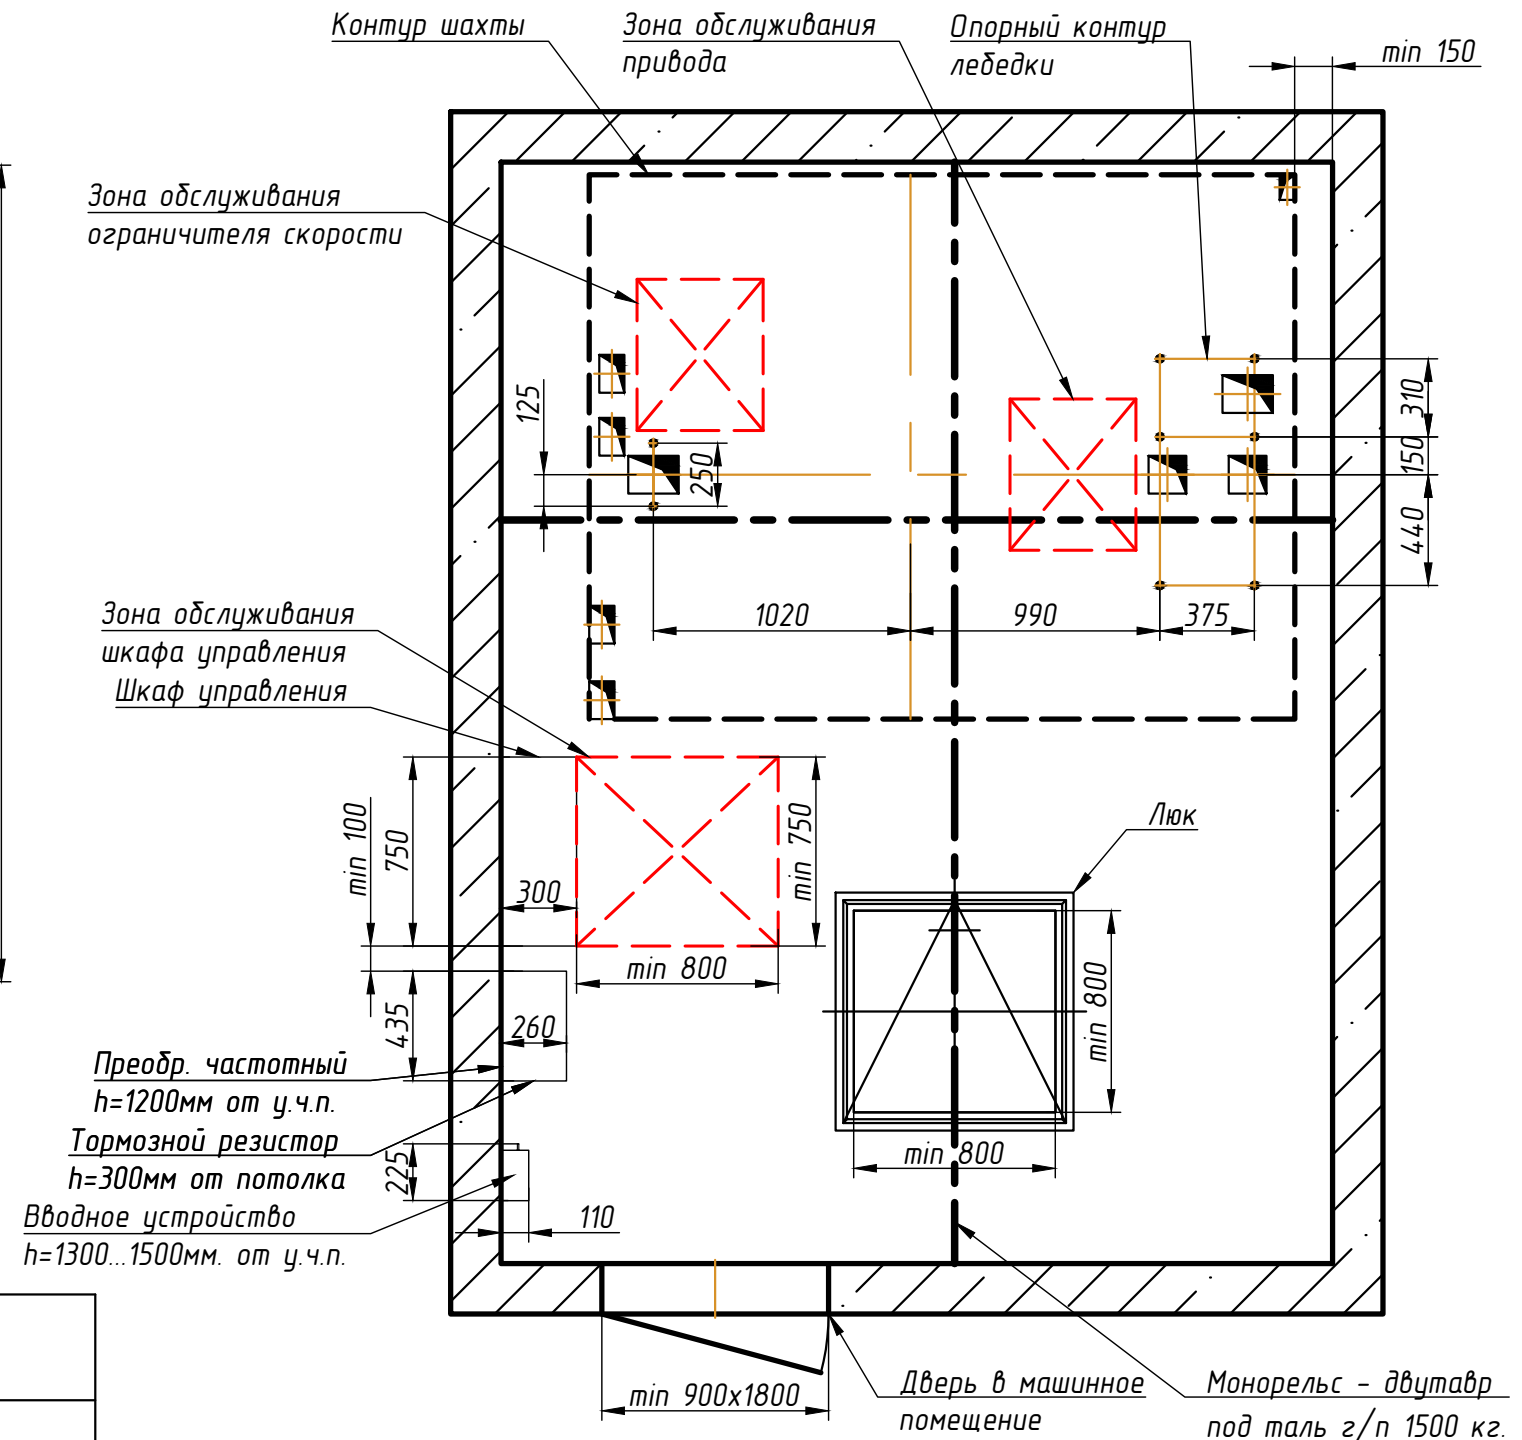 Контур шахты
Зона обслуживания
привода
Опорный контур
лебедки
min 150
Зона обслуживания
ограничителя скорости
125
250
310
150
440
1020
990
375
Зона обслуживания
шкафа управления
Шкаф управления
min 100
750
300
min 750
min 800
Люк
min 800
min 800
435
260
Преобр. частотный
h=1200мм от у.ч.п.
Тормозной резистор
h=300мм от потолка
225
Вводное устройство
h=1300...1500мм. от у.ч.п.
110
min 900х1800
Дверь в машинное
помещение
Монорельс - двутавр
под таль г/п 1500 кг.